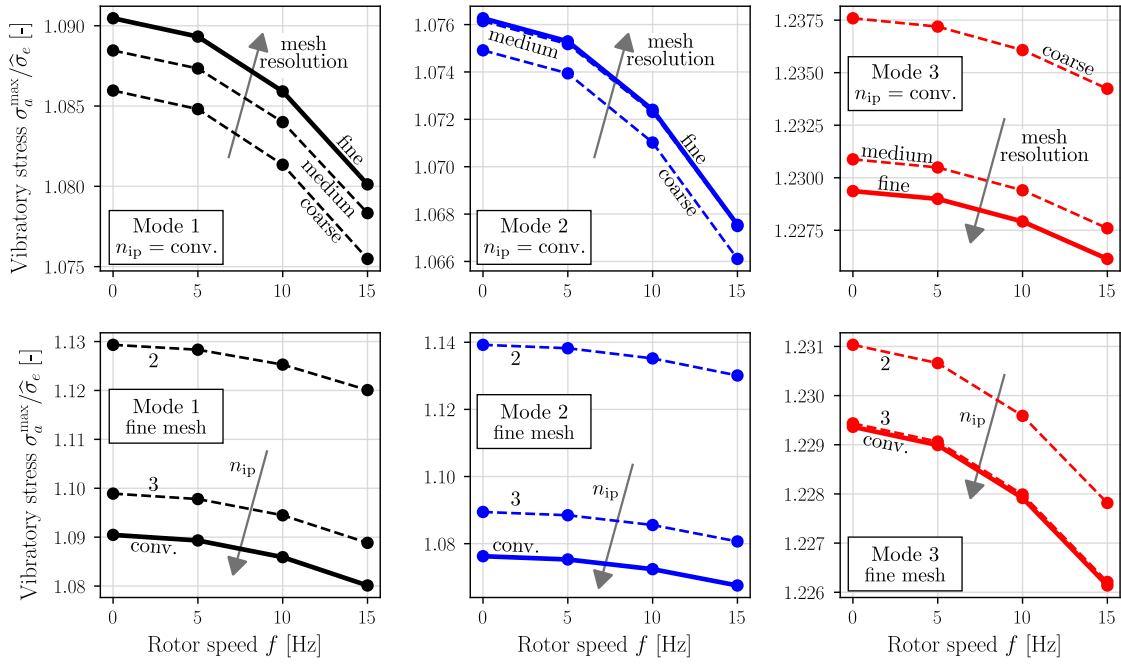 Vibratory stress σ_a^max/σ̂_e [-]
1.090
1.085
1.080
1.075
mesh
resolution
fine
medium
coarse
Mode 1
n_ip = conv.
0 5 10 15
1.076
1.074
1.072
1.070
1.068
1.066
medium
mesh
resolution
fine
coarse
Mode 2
n_ip = conv.
0 5 10 15
1.2375
1.2350
1.2325
1.2300
1.2275
coarse
Mode 3
n_ip = conv.
mesh
resolution
medium
fine
0 5 10 15
Vibratory stress σ_a^max/σ̂_e [-]
1.13
1.12
1.11
1.10
1.09
1.08
2
Mode 1
fine mesh
n_ip
3
conv.
0 5 10 15
Rotor speed f [Hz]
1.14
1.12
1.10
1.08
2
Mode 2
fine mesh
n_ip
3
conv.
0 5 10 15
Rotor speed f [Hz]
1.231
1.230
1.229
1.228
1.227
1.226
2
n_ip
3
conv.
Mode 3
fine mesh
0 5 10 15
Rotor speed f [Hz]